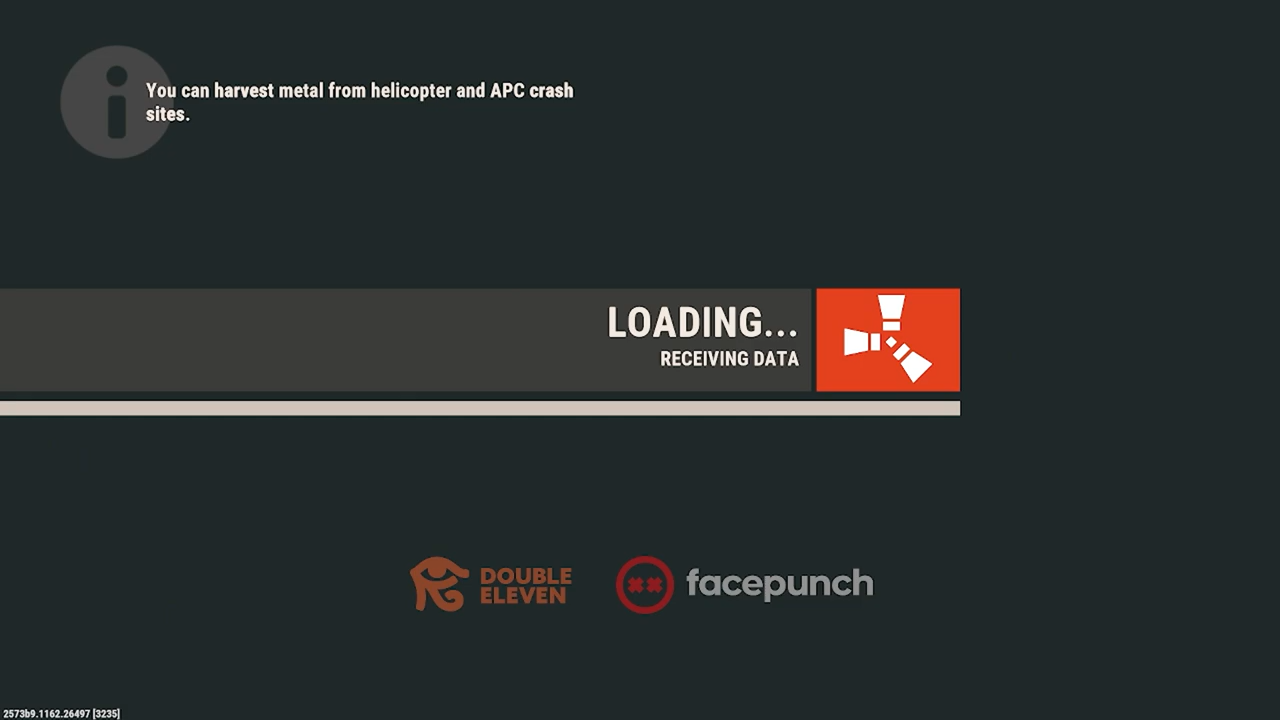 You can harvest metal from helicopter and APC crash
sites.
LOADING...
RECEIVING DATA
DOUBLE
ELEVEN
facepunch
2573b9.1162.26497 [3235]